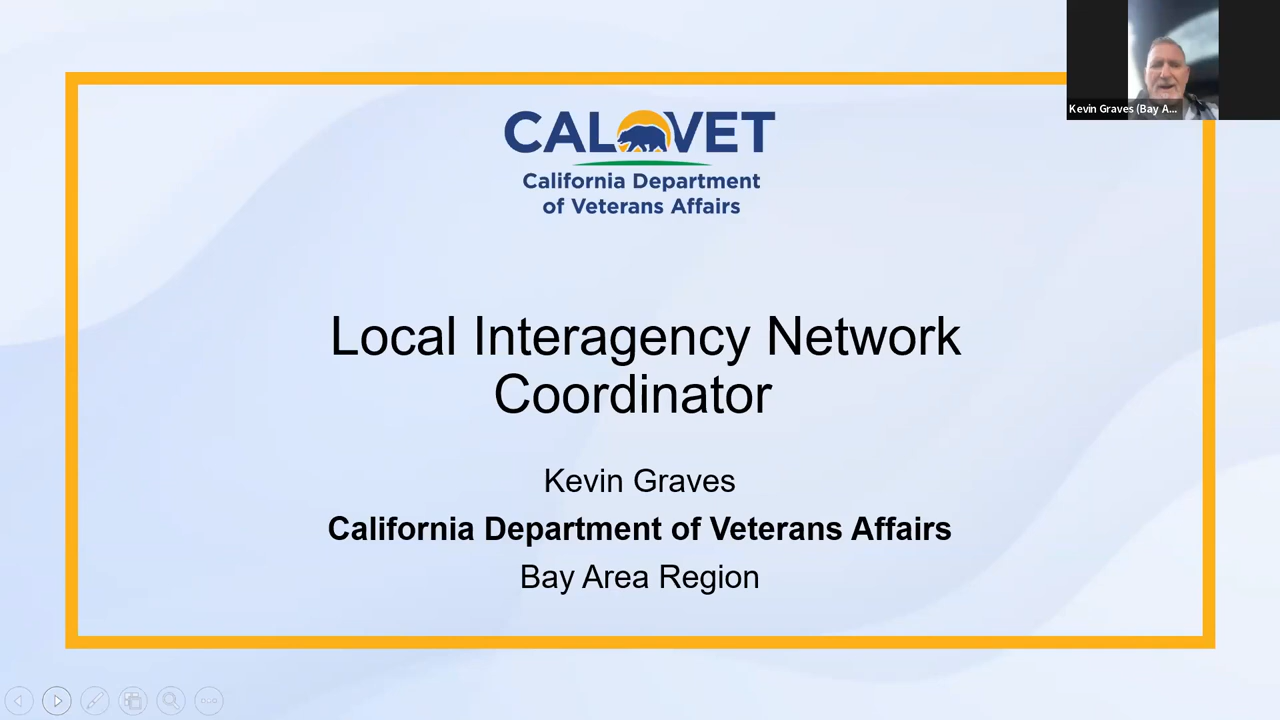 Kevin Graves (Bay A...
CAL VET
California Department
of Veterans Affairs
Local Interagency Network
Coordinator
Kevin Graves
California Department of Veterans Affairs
Bay Area Region